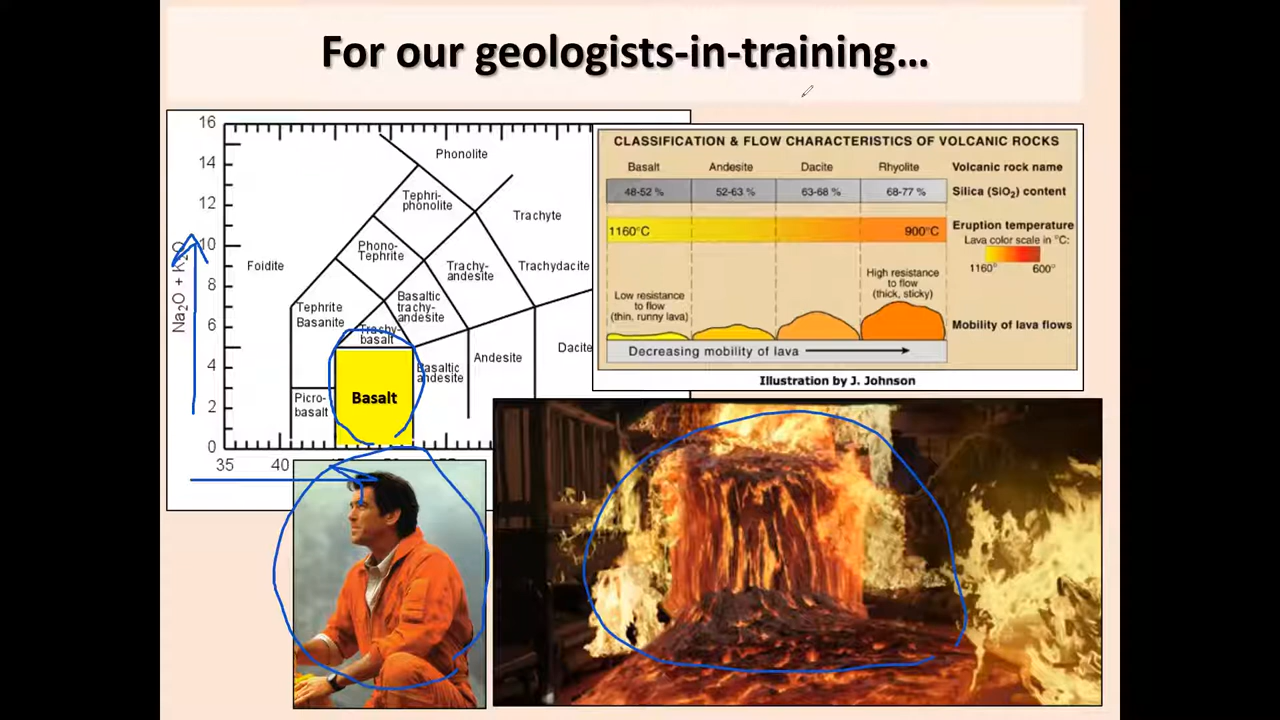 For our geologists-in-training...
16
14
12
10
8
6
4
2
0
35
40
Na₂O + K₂O
Phonolite
Tephri-
phonolite
Trachyte
Foidite
Phono-
Tephrite
Trachy-
andesite
Trachydacite
Tephrite
Basanite
Basaltic
trachy-
andesite
Trachy-
basalt
Andesite
Dacite
Basaltic
andesite
Picro-
basalt
Basalt
CLASSIFICATION & FLOW CHARACTERISTICS OF VOLCANIC ROCKS
Basalt Andesite Dacite Rhyolite Volcanic rock name
48-52 % 52-63 % 63-68 % 68-77 % Silica (SiO₂) content
1160°C 900°C Eruption temperature
Lava color scale in °C:
1160° 600°
Low resistance
to flow
(thin, runny lava)
High resistance
to flow
(thick, sticky)
Mobility of lava flows
Decreasing mobility of lava
Illustration by J. Johnson